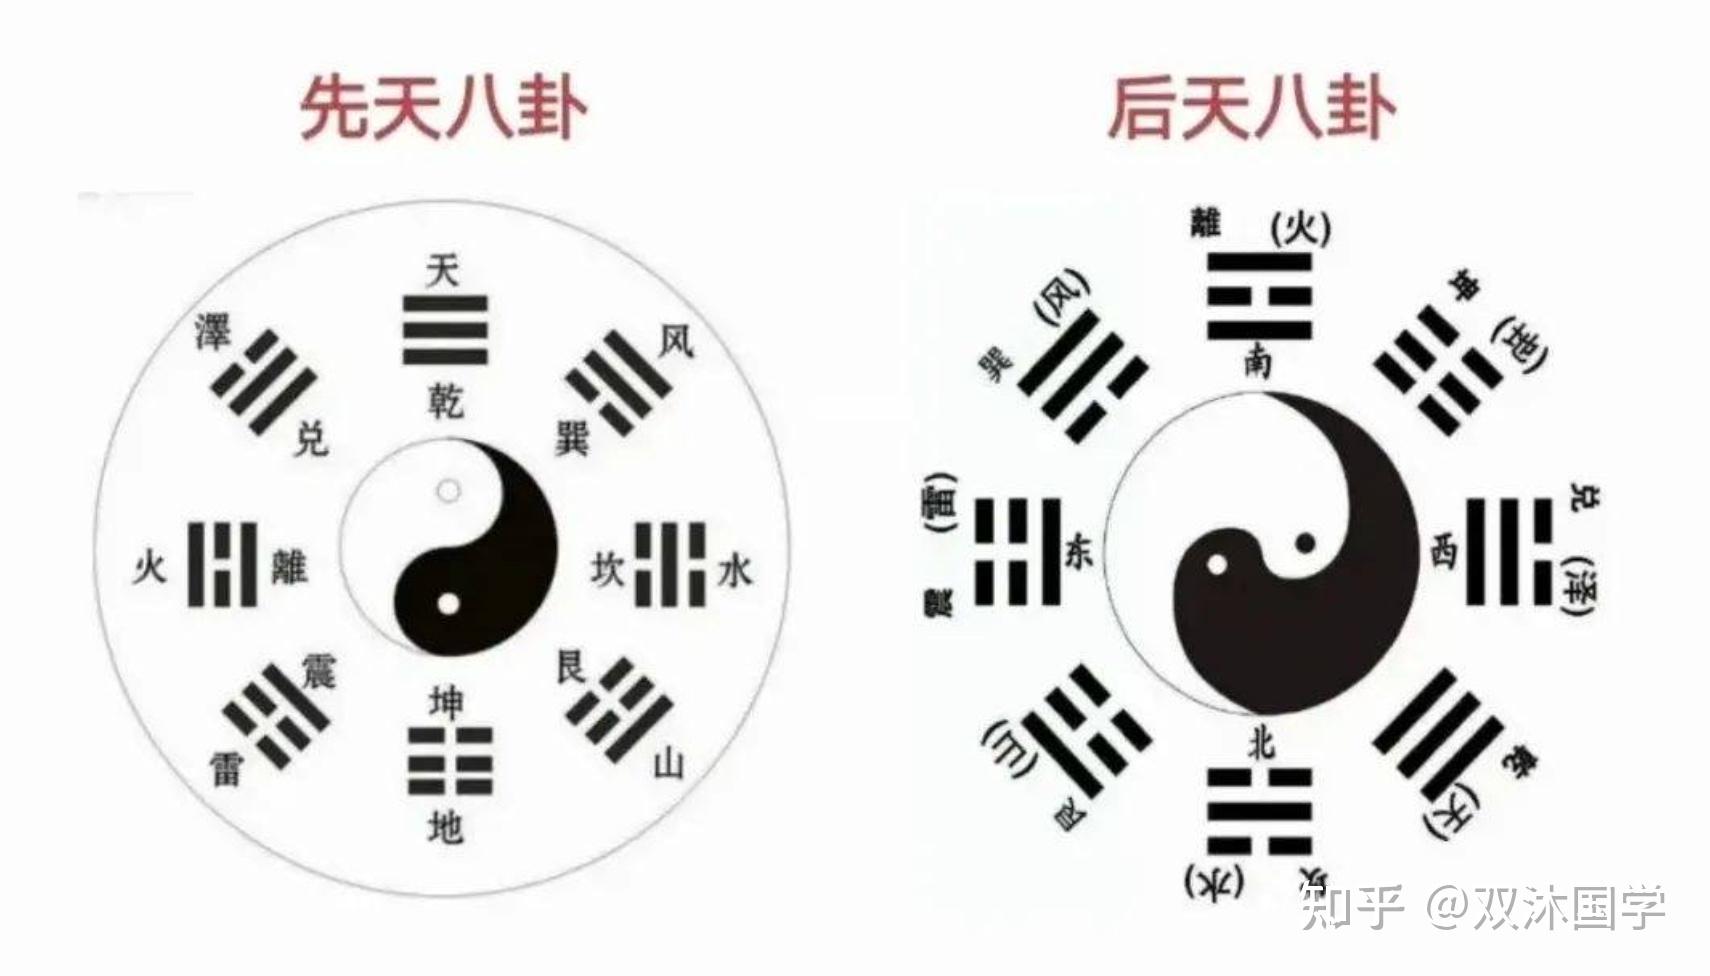 先天八卦
后天八卦
天
乾
澤
兑
风
巽
火
離
坎
水
震
雷
艮
山
坤
地
離 (火)
南
(风)
巽
坤
(地)
(雷)
震
东
西
兑
(泽)
(山)
艮
北
(水) 坎
乾
(天)
知乎 @双沐国学